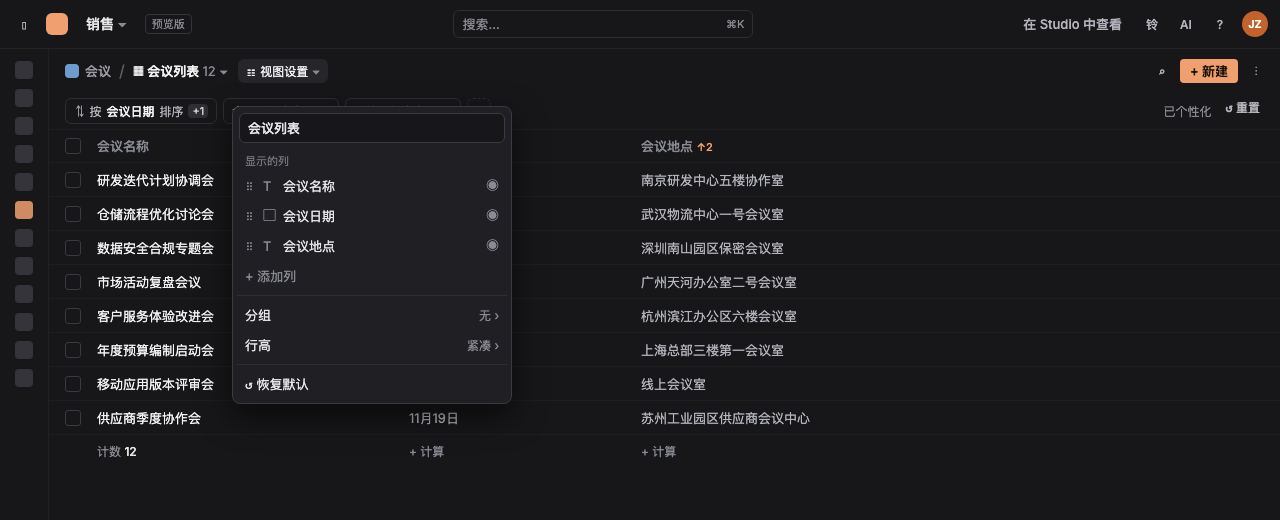 销售 预览版 搜索... ⌘K 在 Studio 中查看 铃 AI ? JZ
会议 / 会议列表 12 视图设置 + 新建
按 会议日期 排序 +1 已个性化 ↺ 重置
会议列表
显示的列
T 会议名称
会议日期
T 会议地点
+ 添加列
分组 无 ›
行高 紧凑 ›
↺ 恢复默认
会议名称 会议地点 ↑2
研发迭代计划协调会 南京研发中心五楼协作室
仓储流程优化讨论会 武汉物流中心一号会议室
数据安全合规专题会 深圳南山园区保密会议室
市场活动复盘会议 广州天河办公室二号会议室
客户服务体验改进会 杭州滨江办公区六楼会议室
年度预算编制启动会 上海总部三楼第一会议室
移动应用版本评审会 线上会议室
供应商季度协作会 11月19日 苏州工业园区供应商会议中心
计数 12 + 计算 + 计算